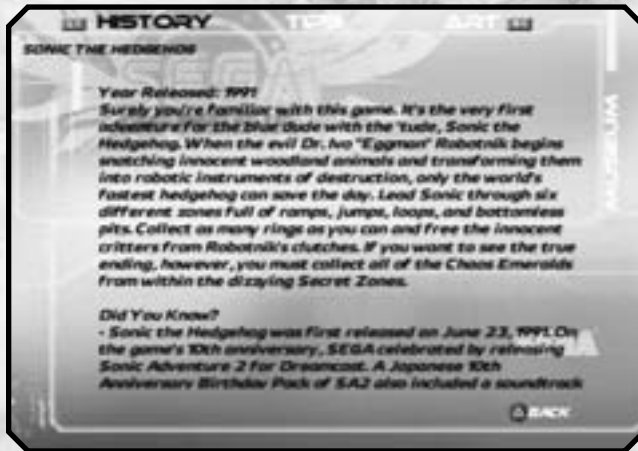 HISTORY TIPS ART
SONIC THE HEDGEHOG
SEGA
MUSEUM
Year Released: 1991
Surely you're familiar with this game. It's the very first
adventure for the blue dude with the 'tude, Sonic the
Hedgehog. When the evil Dr. Ivo "Eggman" Robotnik begins
snatching innocent woodland animals and transforming them
into robotic instruments of destruction, only the world's
fastest hedgehog can save the day. Lead Sonic through six
different zones full of ramps, jumps, loops, and bottomless
pits. Collect as many rings as you can and free the innocent
critters from Robotnik's clutches. If you want to see the true
ending, however, you must collect all of the Chaos Emeralds
from within the dizzying Secret Zones.
Did You Know?
- Sonic the Hedgehog was first released on June 23, 1991. On
the game's 10th anniversary, SEGA celebrated by releasing
Sonic Adventure 2 for Dreamcast. A Japanese 10th
Anniversary Birthday Pack of SA2 also included a soundtrack
BACK